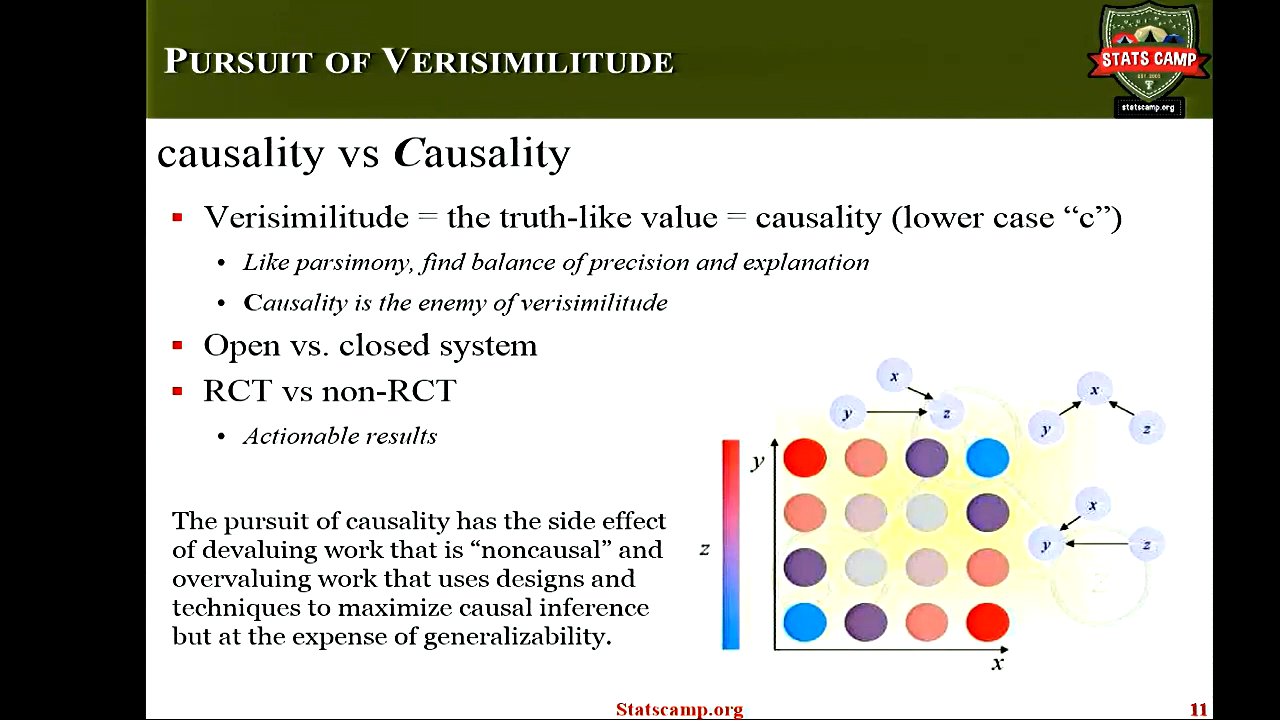 PURSUIT OF VERISIMILITUDE
STATS CAMP
EST. 2003
statscamp.org
causality vs Causality
Verisimilitude = the truth-like value = causality (lower case “c”)
Like parsimony, find balance of precision and explanation
Causality is the enemy of verisimilitude
Open vs. closed system
RCT vs non-RCT
Actionable results
The pursuit of causality has the side effect
of devaluing work that is “noncausal” and
overvaluing work that uses designs and
techniques to maximize causal inference
but at the expense of generalizability.
x
y
z
x
y
z
y
z
x
y
z
x
Statscamp.org
11